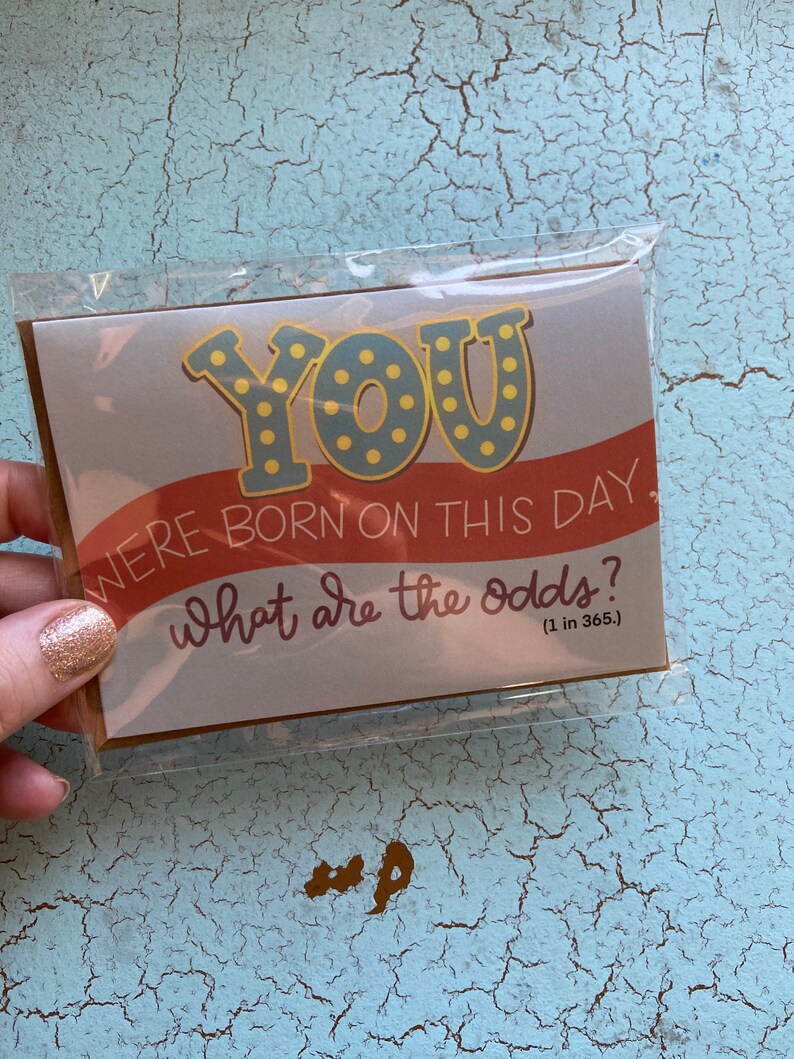 YOU
WERE BORN ON THIS DAY,
what are the odds?
(1 in 365.)